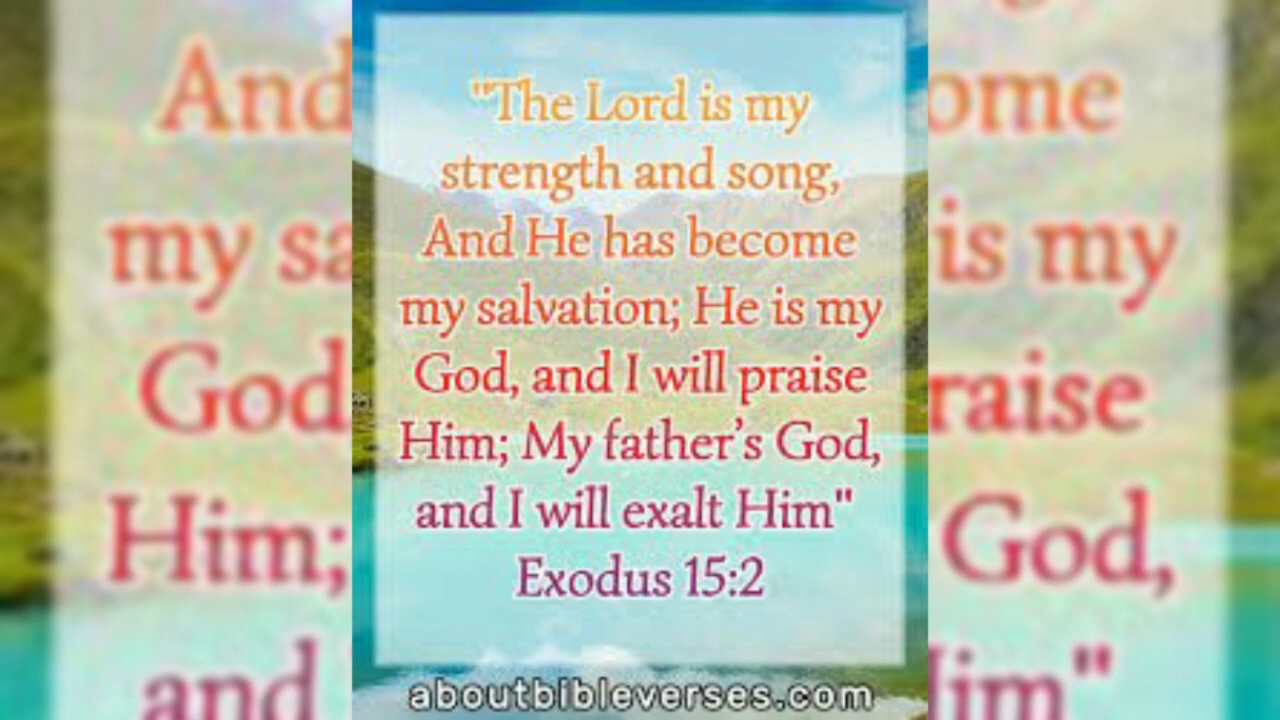 "The Lord is my
strength and song,
And He has become
my salvation; He is my
God, and I will praise
Him; My father's God,
and I will exalt Him"
Exodus 15:2
aboutbibleverses.com